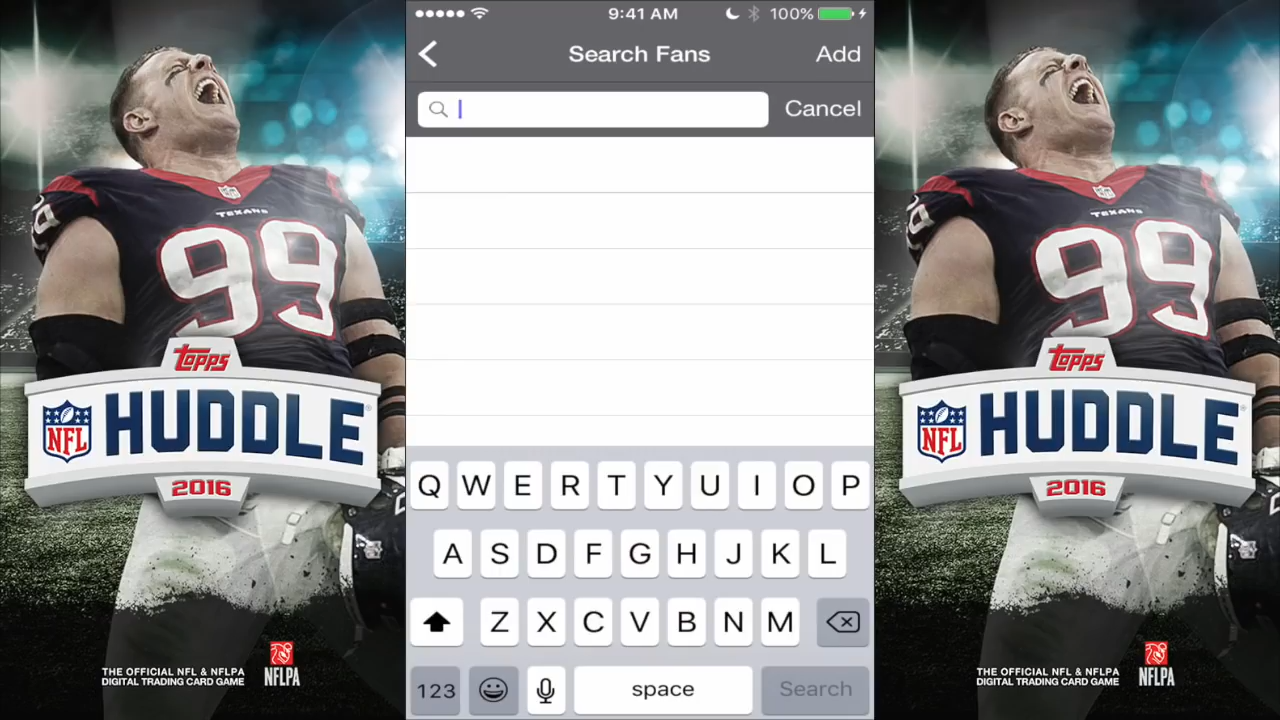 TEXANS
99
Topps
NFL HUDDLE
2016
THE OFFICIAL NFL & NFLPA
DIGITAL TRADING CARD GAME
NFLPA
9:41 AM 100%
Search Fans Add
Cancel
Q W E R T Y U I O P
A S D F G H J K L
Z X C V B N M
123 space Search
TEXANS
99
Topps
NFL HUDDLE
2016
THE OFFICIAL NFL & NFLPA
DIGITAL TRADING CARD GAME
NFLPA